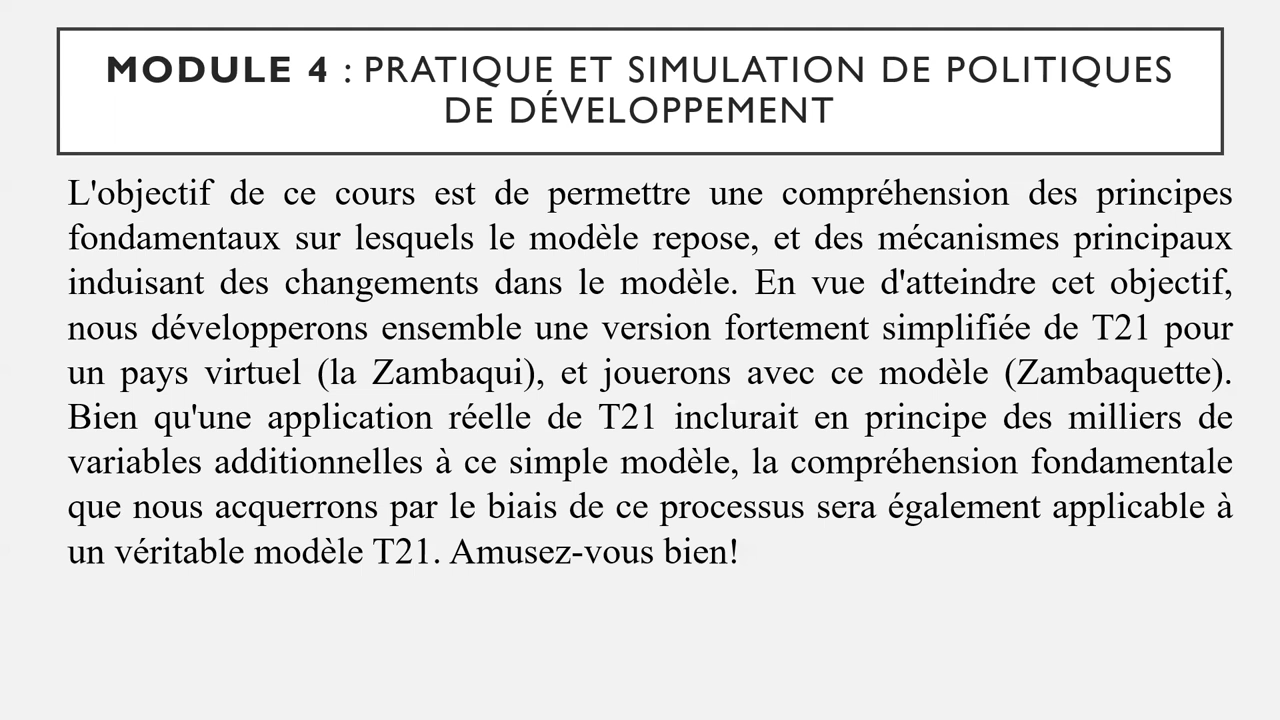 MODULE 4 : PRATIQUE ET SIMULATION DE POLITIQUES
DE DÉVELOPPEMENT
L'objectif de ce cours est de permettre une compréhension des principes
fondamentaux sur lesquels le modèle repose, et des mécanismes principaux
induisant des changements dans le modèle. En vue d'atteindre cet objectif,
nous développerons ensemble une version fortement simplifiée de T21 pour
un pays virtuel (la Zambaqui), et jouerons avec ce modèle (Zambaquette).
Bien qu'une application réelle de T21 inclurait en principe des milliers de
variables additionnelles à ce simple modèle, la compréhension fondamentale
que nous acquerrons par le biais de ce processus sera également applicable à
un véritable modèle T21. Amusez-vous bien!